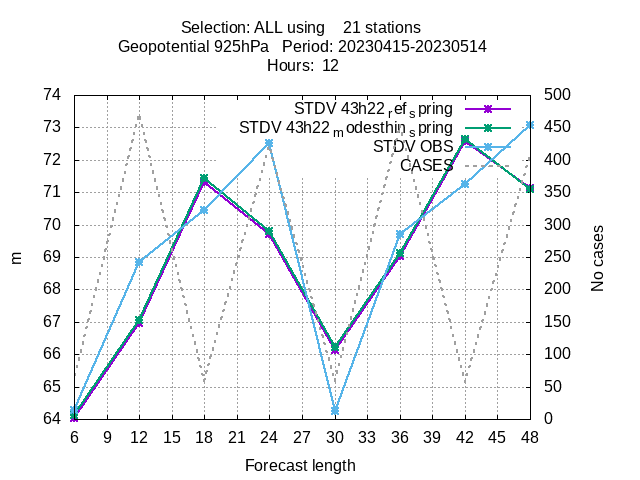 Selection: ALL using    21 stations
Geopotential 925hPa   Period: 20230415-20230514
Hours:  12
STDV 43h22 ref spring
STDV 43h22 modesthin spring
STDV OBS
CASES
74
73
72
71
70
69
68
67
66
65
64
500
450
400
350
300
250
200
150
100
50
0
m
No cases
6 9 12 15 18 21 24 27 30 33 36 39 42 45 48
Forecast length